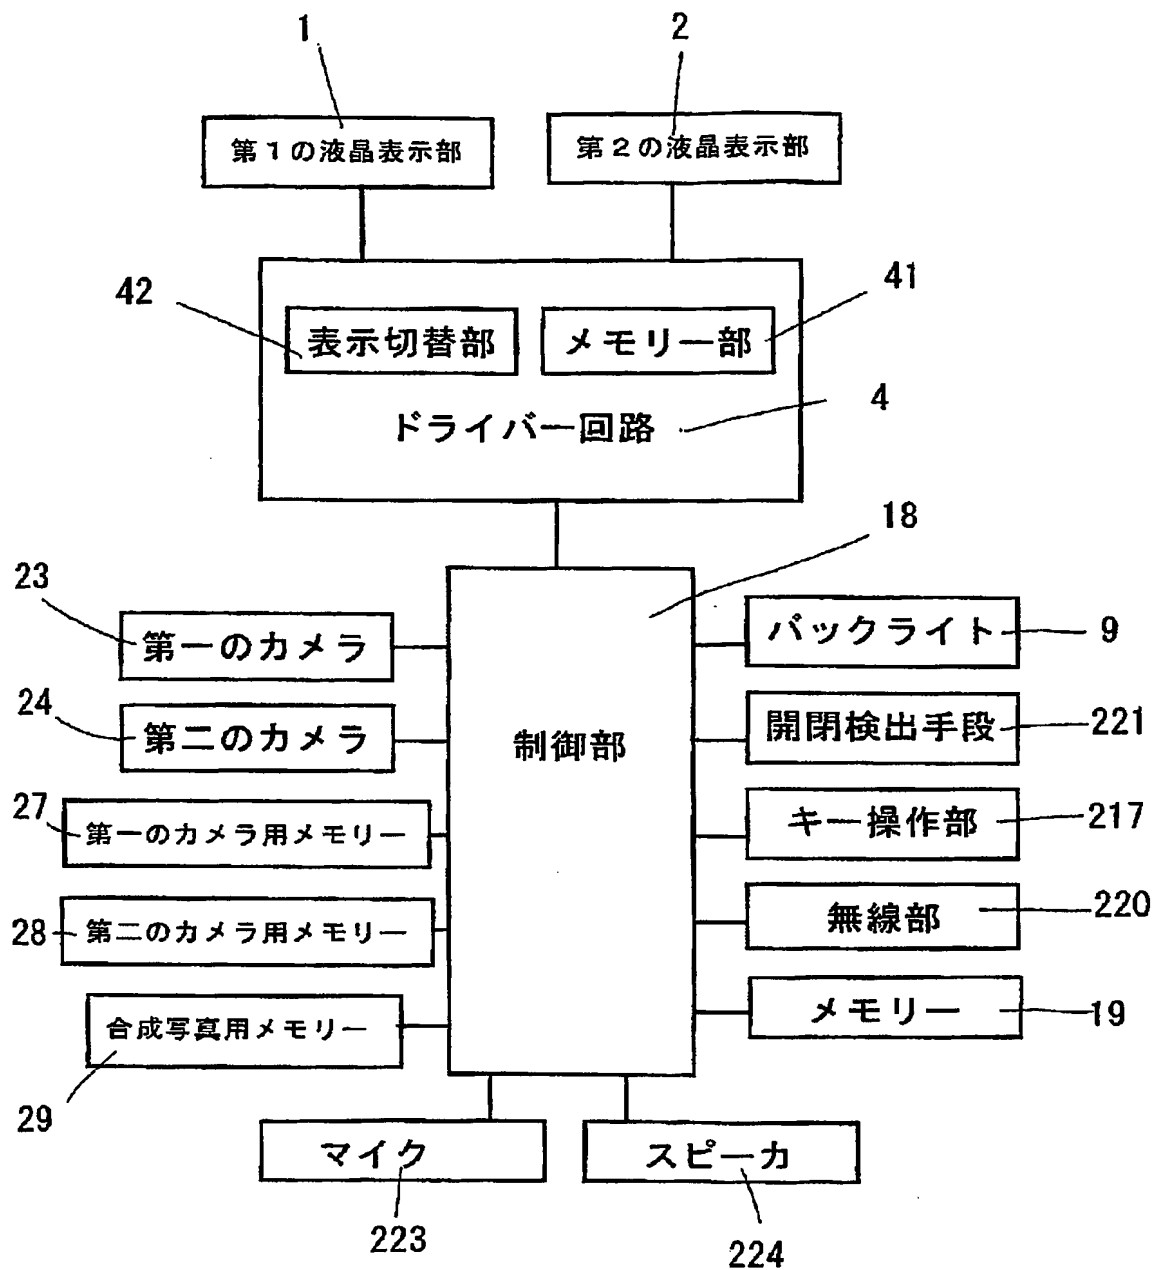 1
2
第１の液晶表示部
第２の液晶表示部
42
41
表示切替部
メモリー部
ドライバー回路
4
18
23
第一のカメラ
バックライト
9
24
第二のカメラ
制御部
開閉検出手段
221
27
第一のカメラ用メモリー
キー操作部
217
28
第二のカメラ用メモリー
無線部
220
合成写真用メモリー
メモリー
19
29
マイク
スピーカ
223
224